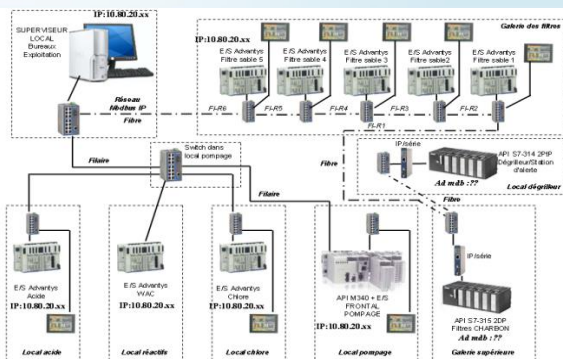 IP:10.80.20.xx
SUPERVISEUR
LOCAL
Bureaux
Exploitation
Réseau
Modbus IP
Fibre
Galerie des filtres
IP:10.80.20.xx
E/S Advantys
Filtre sable 5
E/S Advantys
Filtre sable 4
E/S Advantys
Filtre sable 3
E/S Advantys
Filtre sable2
E/S Advantys
Filtre sable 1
FI-R6
FI-R5
FI-R4
FI-R3
FI-R2
FI-R1
Filaire
Switch dans
local pompage
Filaire
Fibre
IP/série
API S7-314 2PtP
Dégrilleur/Station
d'alerte
Ad mdb :??
Local dégrilleur
Fibre
E/S Advantys
Acide
IP:10.80.20.xx
Local acide
E/S Advantys
WAC
Local réactifs
E/S Advantys
Chlore
IP:10.80.20.xx
Local chlore
API M340 + E/S
FRONTAL
POMPAGE
IP:10.80.20.xx
Local pompage
IP/série
API S7-315 2DP
Filtres CHARBON
Ad mdb :??
Galerie supérieure